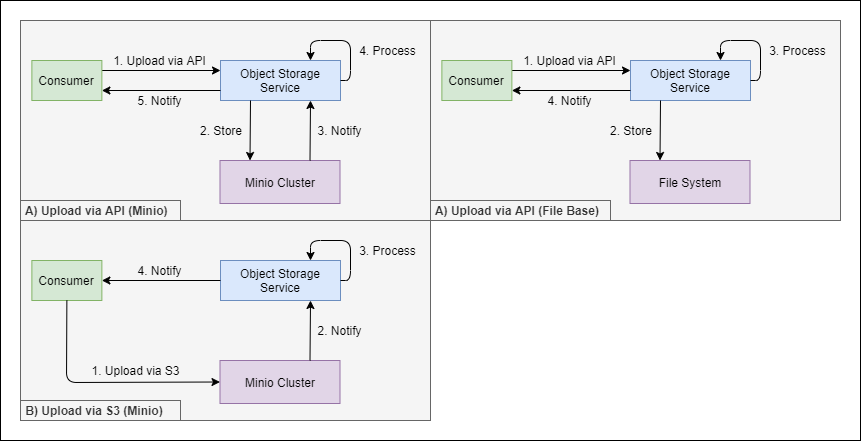 4. Process
1. Upload via API
Consumer
Object Storage
Service
5. Notify
2. Store
3. Notify
Minio Cluster
A) Upload via API (Minio)
3. Process
1. Upload via API
Consumer
Object Storage
Service
4. Notify
2. Store
File System
A) Upload via API (File Base)
3. Process
4. Notify
Consumer
Object Storage
Service
2. Notify
1. Upload via S3
Minio Cluster
B) Upload via S3 (Minio)